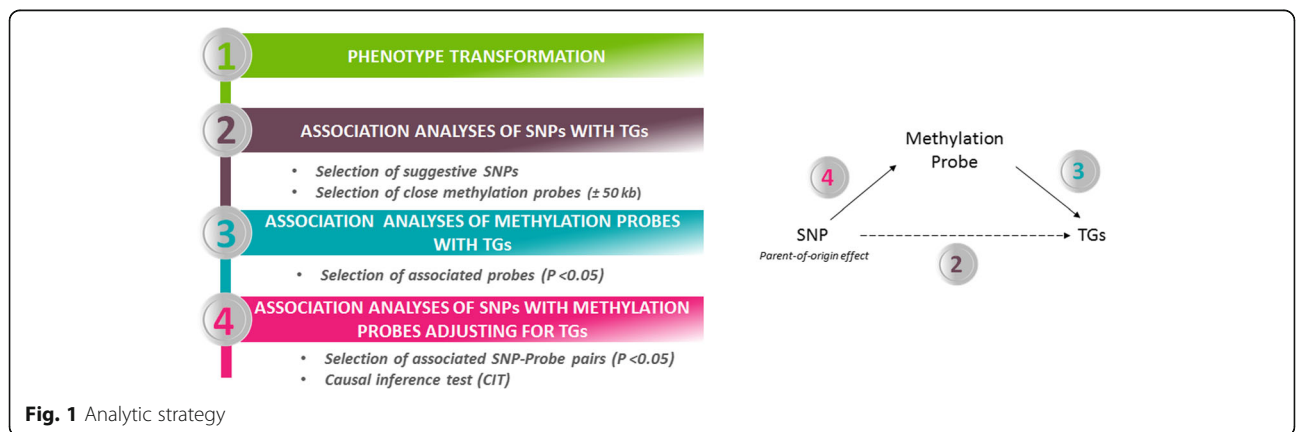 1
PHENOTYPE TRANSFORMATION
2
ASSOCIATION ANALYSES OF SNPs WITH TGs
• Selection of suggestive SNPs
• Selection of close methylation probes (± 50 kb)
3
ASSOCIATION ANALYSES OF METHYLATION PROBES
WITH TGs
• Selection of associated probes (P <0.05)
4
ASSOCIATION ANALYSES OF SNPs WITH METHYLATION
PROBES ADJUSTING FOR TGs
• Selection of associated SNP-Probe pairs (P <0.05)
• Causal inference test (CIT)
Methylation
Probe
4
3
SNP
TGs
Parent-of-origin effect
2
Fig. 1 Analytic strategy